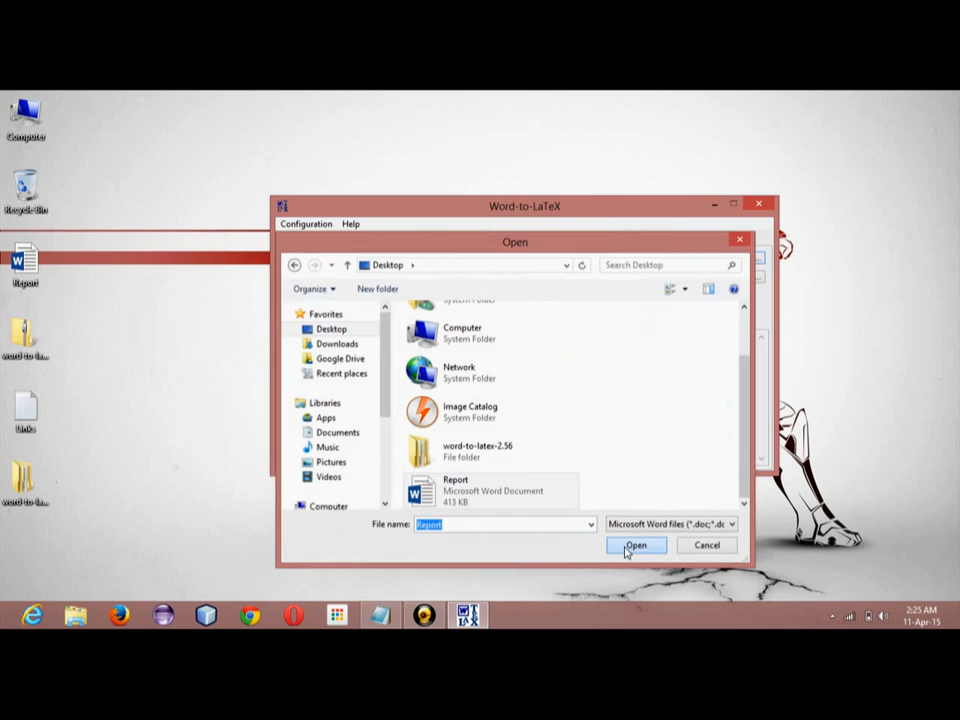 Computer
Recycle Bin
Report
word-to-la...
Links
word-to-la...
Word-to-LaTeX
Configuration Help
Open
Desktop
Search Desktop
Organize
New folder
Favorites
Desktop
Downloads
Google Drive
Recent places
Libraries
Apps
Documents
Music
Pictures
Videos
Computer
System Folder
Computer
System Folder
Network
System Folder
Image Catalog
System Folder
word-to-latex-2.56
File folder
Report
Microsoft Word Document
413 KB
File name: Report
Microsoft Word files (*.doc;*.dc
Open
Cancel
2:25 AM
11-Apr-15